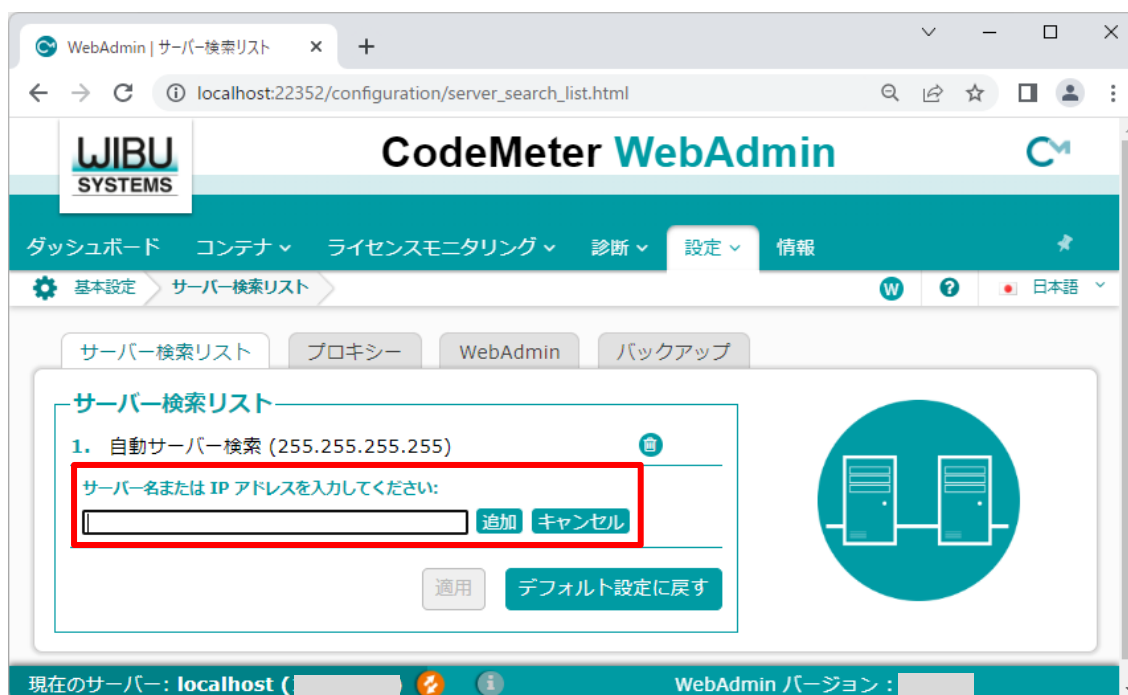 WebAdmin | サーバー検索リスト
localhost:22352/configuration/server_search_list.html
WIBU
SYSTEMS
CodeMeter WebAdmin
ダッシュボード コンテナ ライセンスモニタリング 診断 設定 情報
基本設定 サーバー検索リスト W ? 日本語
サーバー検索リスト プロキシー WebAdmin バックアップ
サーバー検索リスト
1. 自動サーバー検索 (255.255.255.255)
サーバー名または IP アドレスを入力してください:
追加 キャンセル
適用 デフォルト設定に戻す
現在のサーバー: localhost ( ) WebAdmin バージョン :